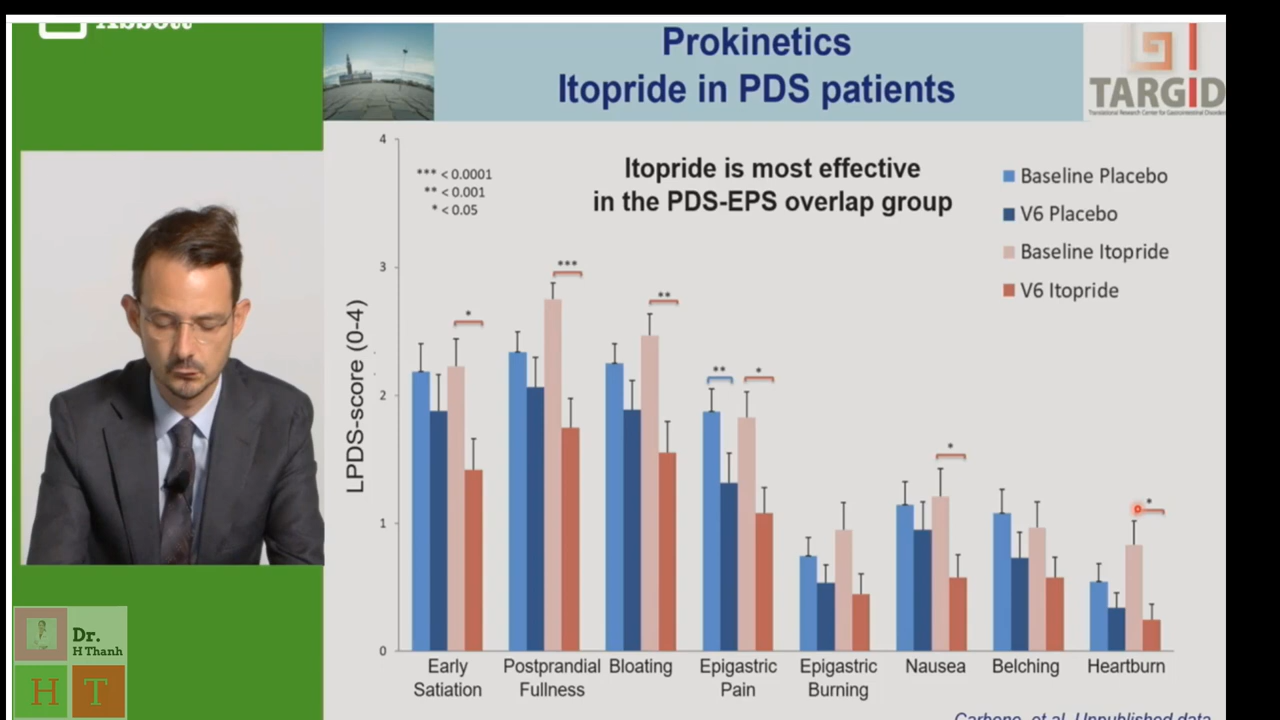 Abbott
Prokinetics
Itopride in PDS patients
TARGID
Translational Research Center for Gastrointestinal Disorders
4
*** < 0.0001
** < 0.001
* < 0.05
Itopride is most effective
in the PDS-EPS overlap group
Baseline Placebo
V6 Placebo
Baseline Itopride
V6 Itopride
3
2
1
0
LPDS-score (0-4)
*
***
**
**
*
*
*
Early
Satiation
Postprandial
Fullness
Bloating
Epigastric
Pain
Epigastric
Burning
Nausea
Belching
Heartburn
Carbone, et al. Unpublished data
Dr.
H Thanh
H T